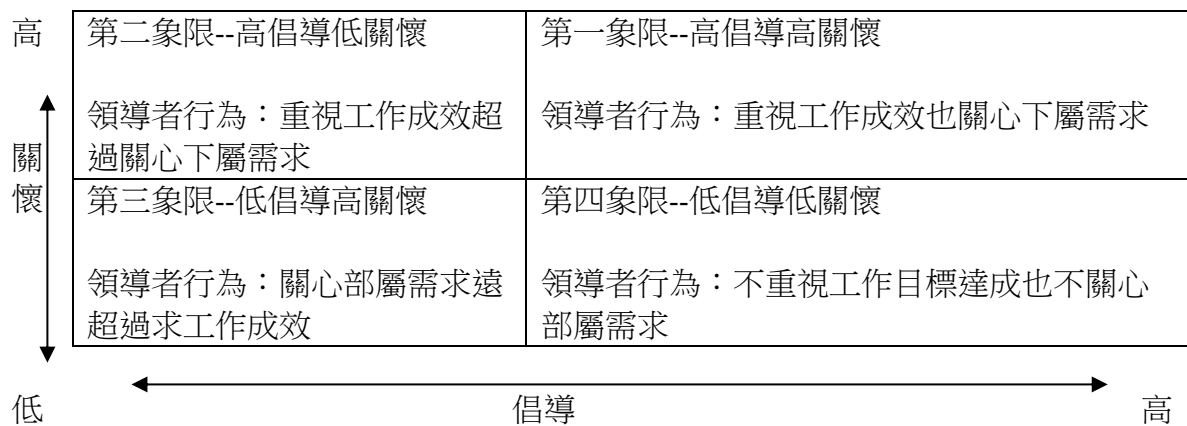 高
第二象限--高倡導低關懷
第一象限--高倡導高關懷
領導者行為：重視工作成效超
過關心下屬需求
領導者行為：重視工作成效也關心下屬需求
關
懷
第三象限--低倡導高關懷
第四象限--低倡導低關懷
領導者行為：關心部屬需求遠
超過求工作成效
領導者行為：不重視工作目標達成也不關心
部屬需求
低
倡導
高